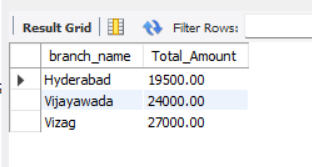 Result Grid Filter Rows:
branch_name Total_Amount
Hyderabad 19500.00
Vijayawada 24000.00
Vizag 27000.00